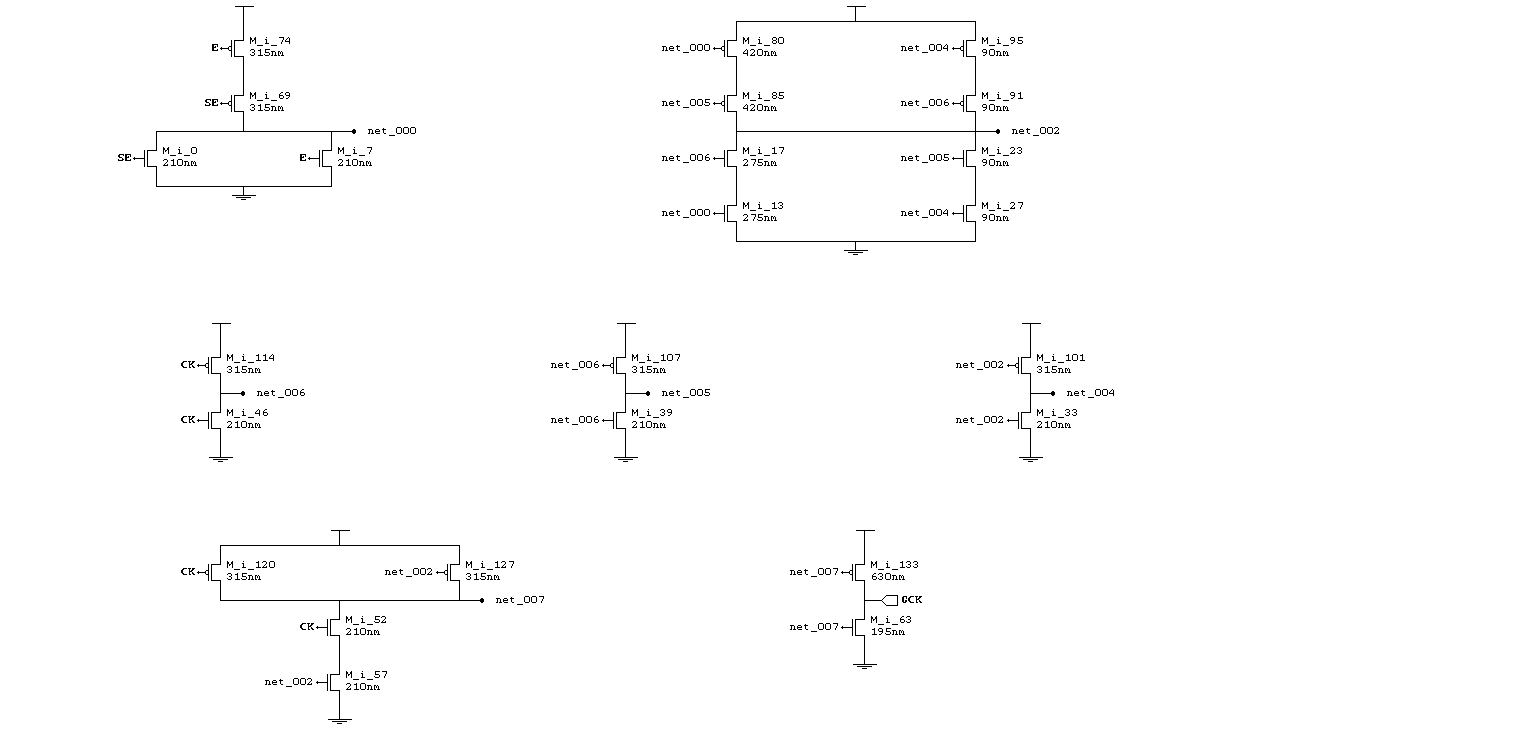 E M_i_74
315nm
SE M_i_69
315nm
net_000
SE M_i_0
210nm
E M_i_7
210nm
net_000 M_i_80
420nm
net_004 M_i_95
90nm
net_005 M_i_85
420nm
net_006 M_i_91
90nm
net_002
net_006 M_i_17
275nm
net_005 M_i_23
90nm
net_000 M_i_13
275nm
net_004 M_i_27
90nm
CK M_i_114
315nm
net_006
CK M_i_46
210nm
net_006 M_i_107
315nm
net_005
net_006 M_i_39
210nm
net_002 M_i_101
315nm
net_004
net_002 M_i_33
210nm
CK M_i_120
315nm
net_002 M_i_127
315nm
net_007
CK M_i_52
210nm
net_002 M_i_57
210nm
net_007 M_i_133
630nm
GCK
net_007 M_i_63
195nm